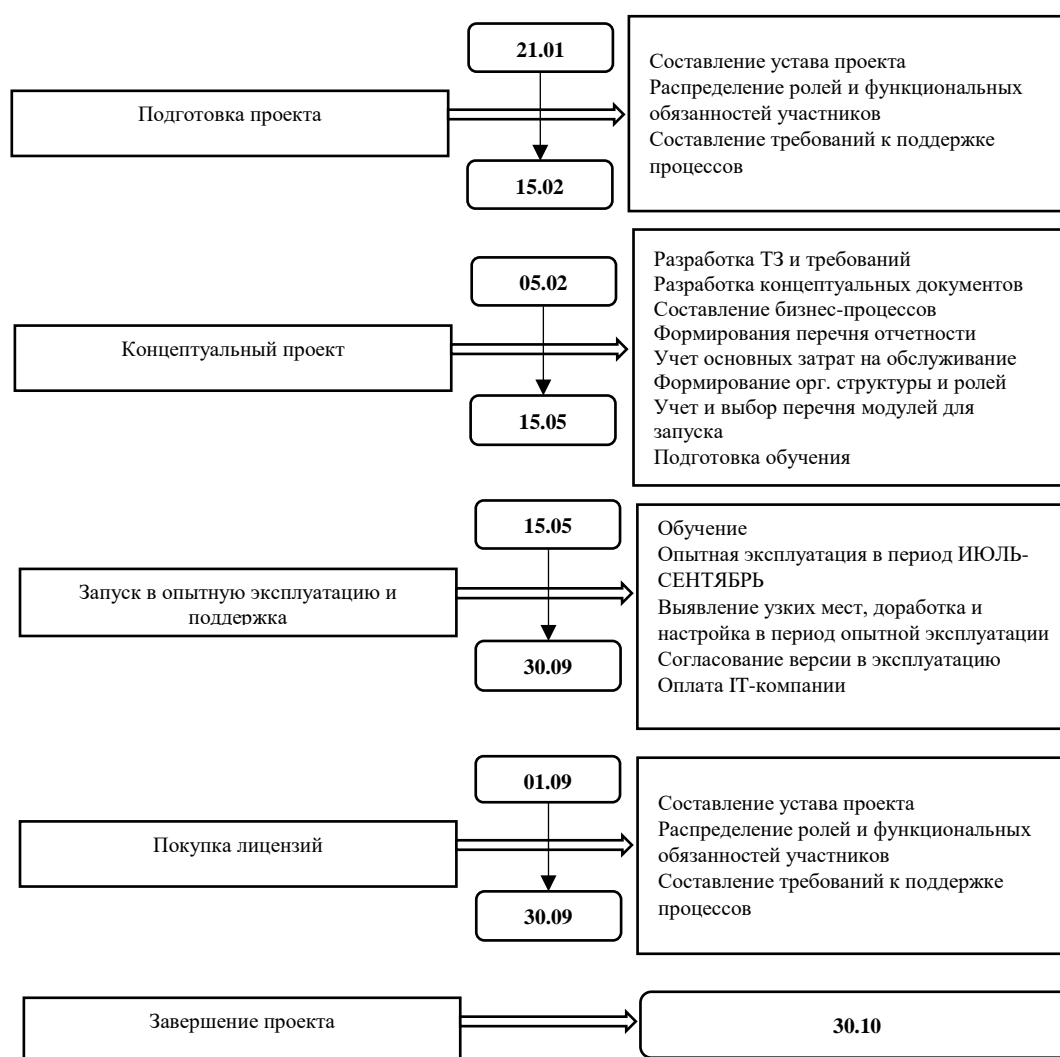 21.01
Подготовка проекта
15.02
Составление устава проекта
Распределение ролей и функциональных
обязанностей участников
Составление требований к поддержке
процессов
05.02
Концептуальный проект
15.05
Разработка ТЗ и требований
Разработка концептуальных документов
Составление бизнес-процессов
Формирования перечня отчетности
Учет основных затрат на обслуживание
Формирование орг. структуры и ролей
Учет и выбор перечня модулей для
запуска
Подготовка обучения
15.05
Запуск в опытную эксплуатацию и
поддержка
30.09
Обучение
Опытная эксплуатация в период ИЮЛЬ-
СЕНТЯБРЬ
Выявление узких мест, доработка и
настройка в период опытной эксплуатации
Согласование версии в эксплуатацию
Оплата IT-компании
01.09
Покупка лицензий
30.09
Составление устава проекта
Распределение ролей и функциональных
обязанностей участников
Составление требований к поддержке
процессов
Завершение проекта
30.10